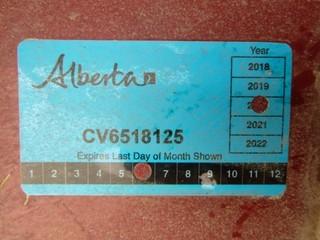 Alberta
Year
2018
2019
2021
2022
CV6518125
Expires Last Day of Month Shown
1 2 3 4 5 7 8 9 10 11 12